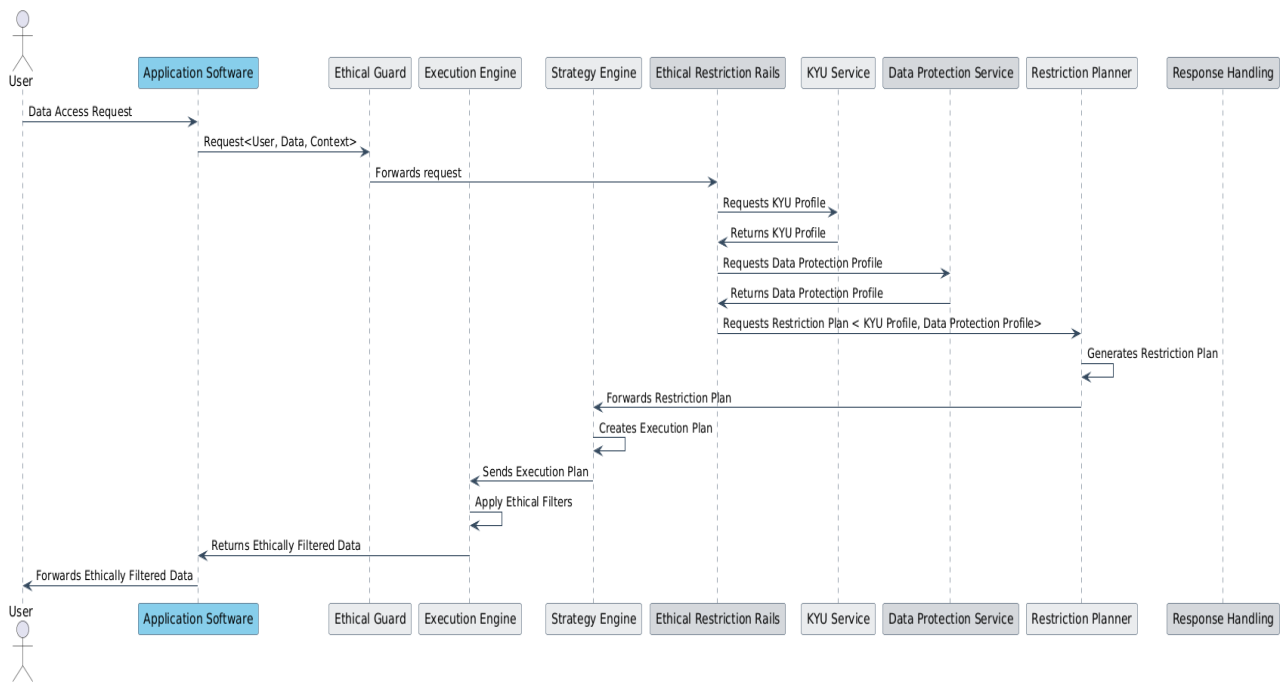 User
Application Software
Ethical Guard
Execution Engine
Strategy Engine
Ethical Restriction Rails
KYU Service
Data Protection Service
Restriction Planner
Response Handling
Data Access Request
Request<User, Data, Context>
Forwards request
Requests KYU Profile
Returns KYU Profile
Requests Data Protection Profile
Returns Data Protection Profile
Requests Restriction Plan < KYU Profile, Data Protection Profile>
Generates Restriction Plan
Forwards Restriction Plan
Creates Execution Plan
Sends Execution Plan
Apply Ethical Filters
Returns Ethically Filtered Data
Forwards Ethically Filtered Data
User
Application Software
Ethical Guard
Execution Engine
Strategy Engine
Ethical Restriction Rails
KYU Service
Data Protection Service
Restriction Planner
Response Handling